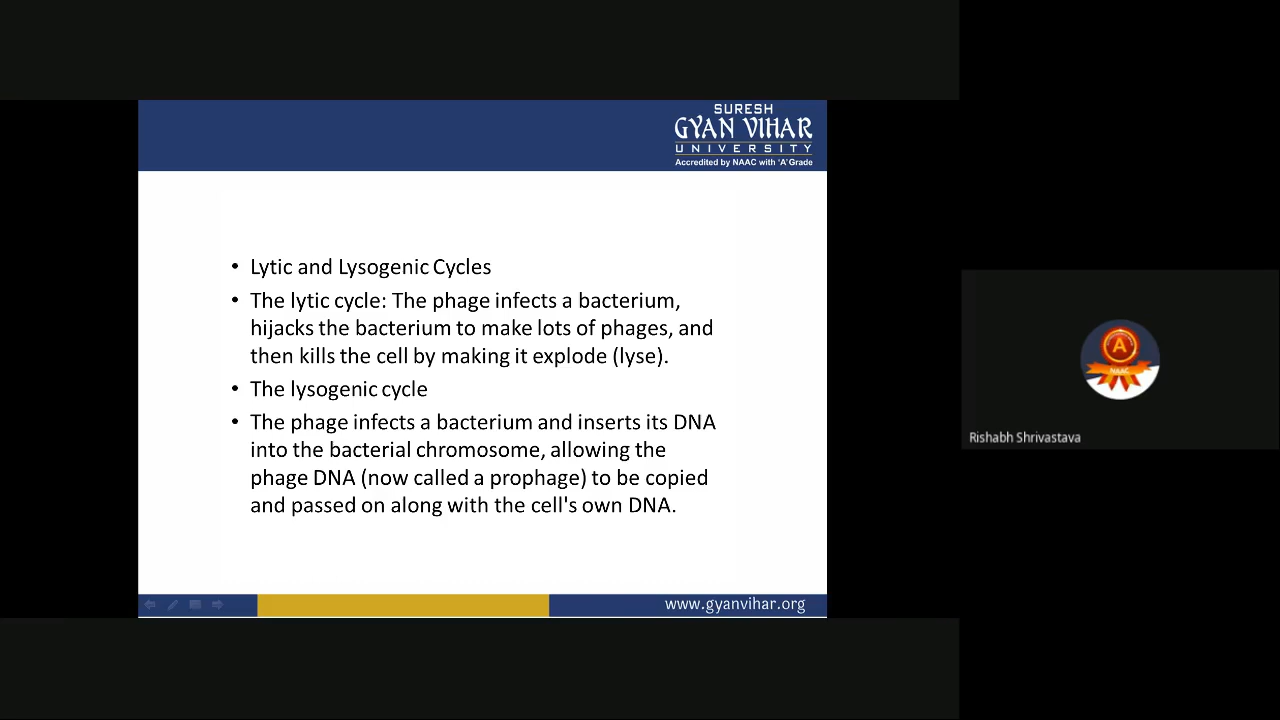 SURESH
GYAN VIHAR
UNIVERSITY
Accredited by NAAC with 'A' Grade
• Lytic and Lysogenic Cycles
• The lytic cycle: The phage infects a bacterium,
hijacks the bacterium to make lots of phages, and
then kills the cell by making it explode (lyse).
• The lysogenic cycle
• The phage infects a bacterium and inserts its DNA
into the bacterial chromosome, allowing the
phage DNA (now called a prophage) to be copied
and passed on along with the cell's own DNA.
www.gyanvihar.org
A
NAAC
Rishabh Shrivastava